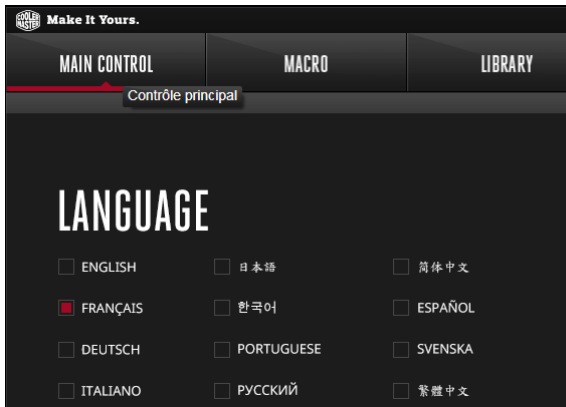 COOLER MASTER Make It Yours.
MAIN CONTROL MACRO LIBRARY
Contrôle principal
LANGUAGE
ENGLISH 日本語 简体中文
FRANÇAIS 한국어 ESPAÑOL
DEUTSCH PORTUGUESE SVENSKA
ITALIANO РУССКИЙ 繁體中文